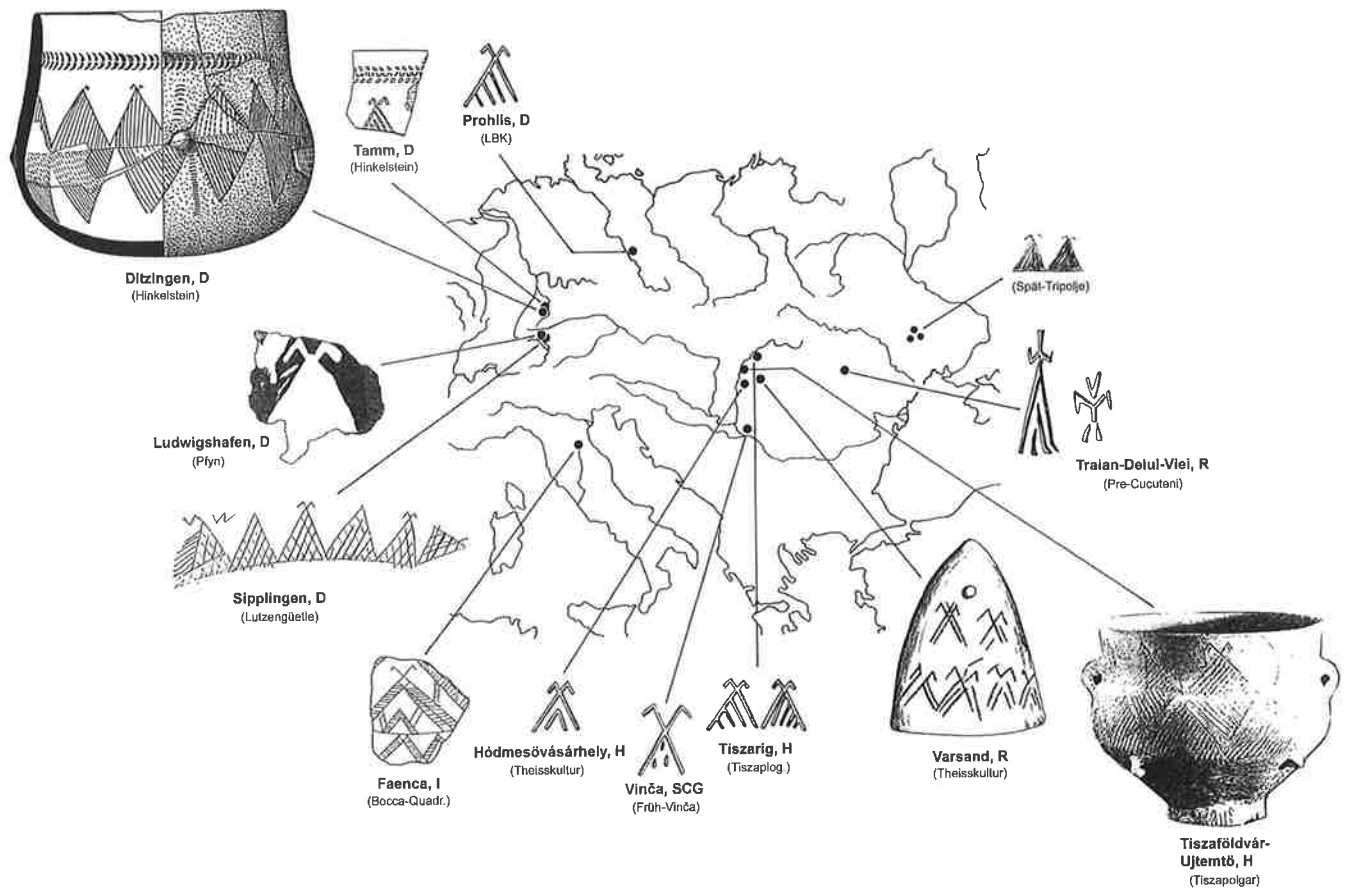 Ditzingen, D
(Hinkelstein)
Tamm, D
(Hinkelstein)
Prohlis, D
(LBK)
(Spät-Tripolje)
Ludwigshafen, D
(Pfyn)
Traian-Delul-Viei, R
(Pre-Cucuteni)
Sipplingen, D
(Lutzengüetle)
Faenca, I
(Bocca-Quadr.)
Hódmesövásárhely, H
(Theisskultur)
Vinča, SCG
(Früh-Vinča)
Tiszarig, H
(Tiszaplog.)
Varsand, R
(Theisskultur)
Tiszaföldvár-
Ujtemtö, H
(Tiszapolgar)